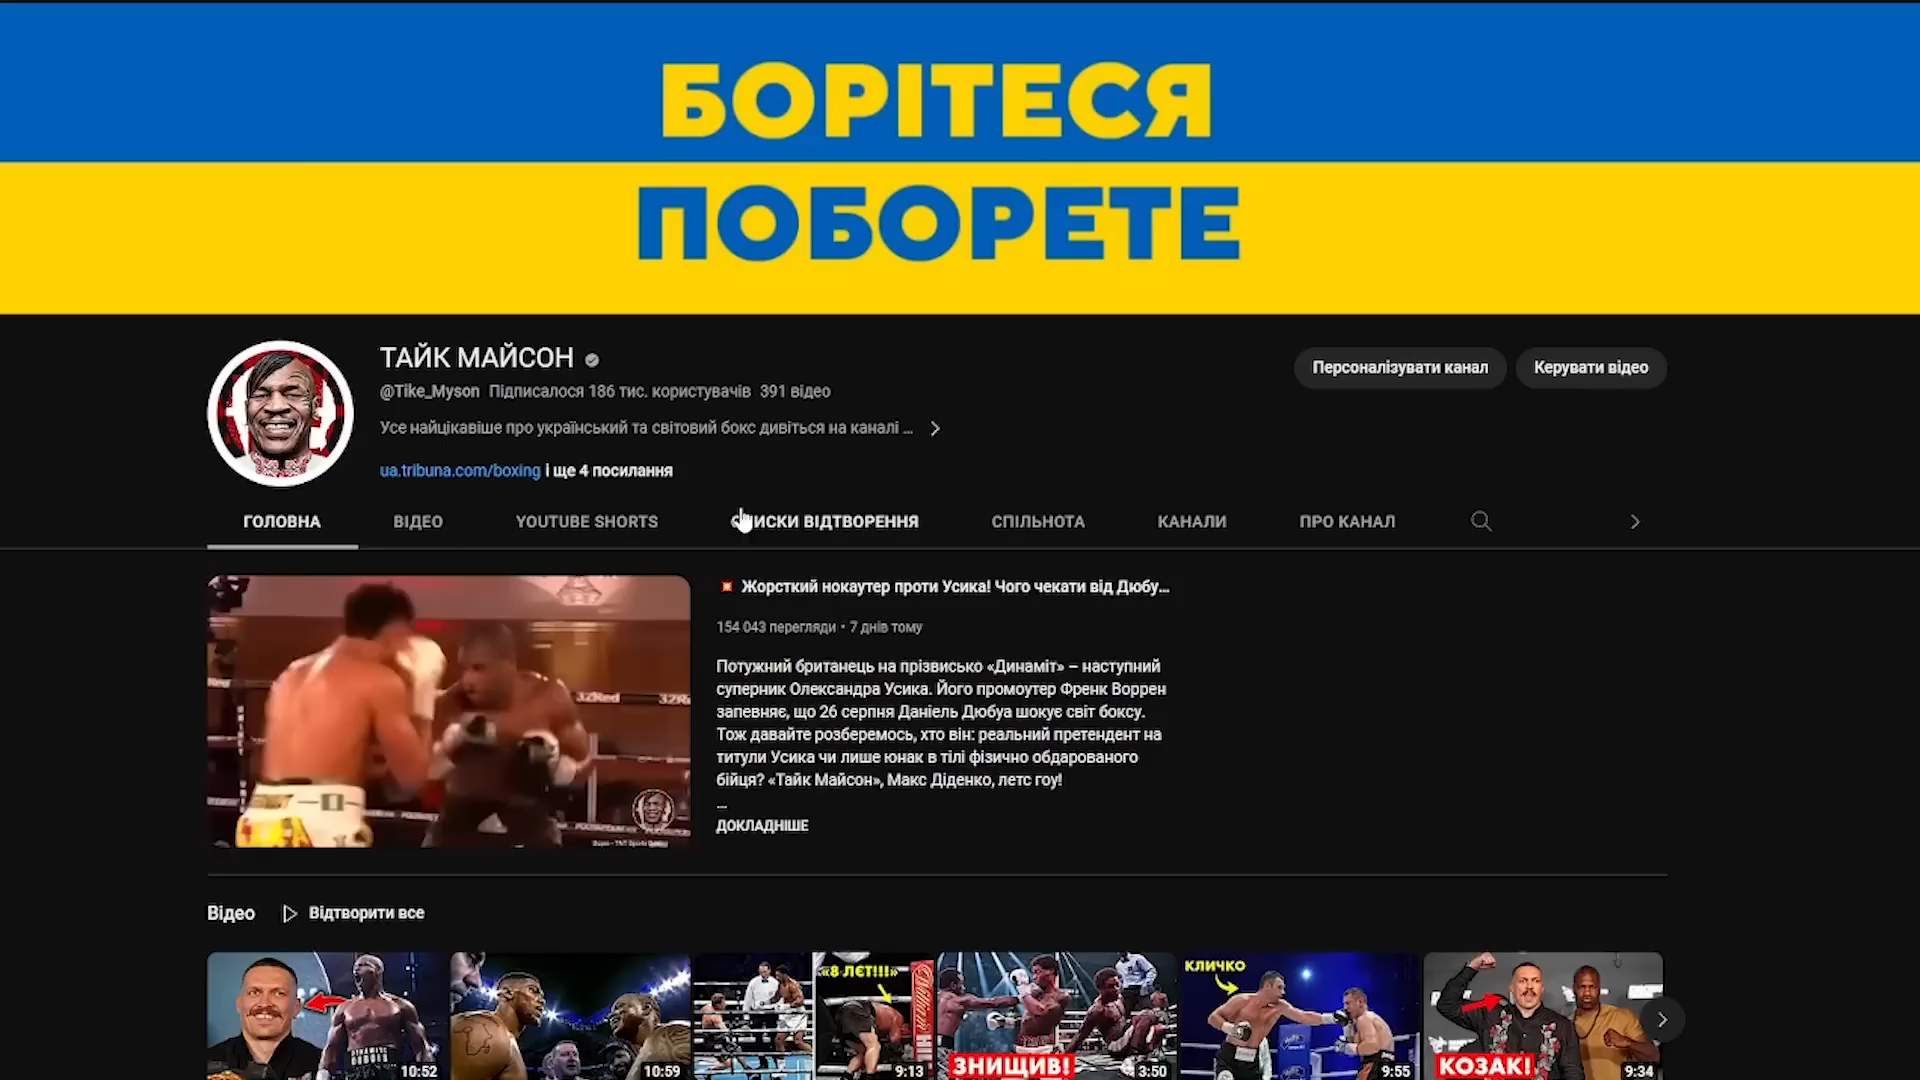 БОРІТЕСЯ
ПОБОРЕТЕ
ТАЙК МАЙСОН
@Tike_Myson Підписалося 186 тис. користувачів 391 відео
Усе найцікавіше про український та світовий бокс дивіться на каналі ...
ua.tribuna.com/boxing і ще 4 посилання
Персоналізувати канал
Керувати відео
ГОЛОВНА
ВІДЕО
YOUTUBE SHORTS
ВІДТВОРЕННЯ
СПІЛЬНОТА
КАНАЛИ
ПРО КАНАЛ
32Red
Жорсткий нокаутер проти Усика! Чого чекати від Дюбу...
154 043 перегляди • 7 днів тому
Потужний британець на прізвисько «Динаміт» – наступний
суперник Олександра Усика. Його промоутер Френк Воррен
запевняє, що 26 серпня Даніель Дюбуа шокує світ боксу.
Тож давайте розберемось, хто він: реальний претендент на
титули Усика чи лише юнак в тілі фізично обдарованого
бійця? «Тайк Майсон», Макс Діденко, летс гоу!
...
ДОКЛАДНІШЕ
Відео
Відтворити все
10:52
10:59
«8 ЛЄТ!!!»
9:13
ЗНИЩИВ!
3:50
КЛИЧКО
9:55
КОЗАК!
9:34